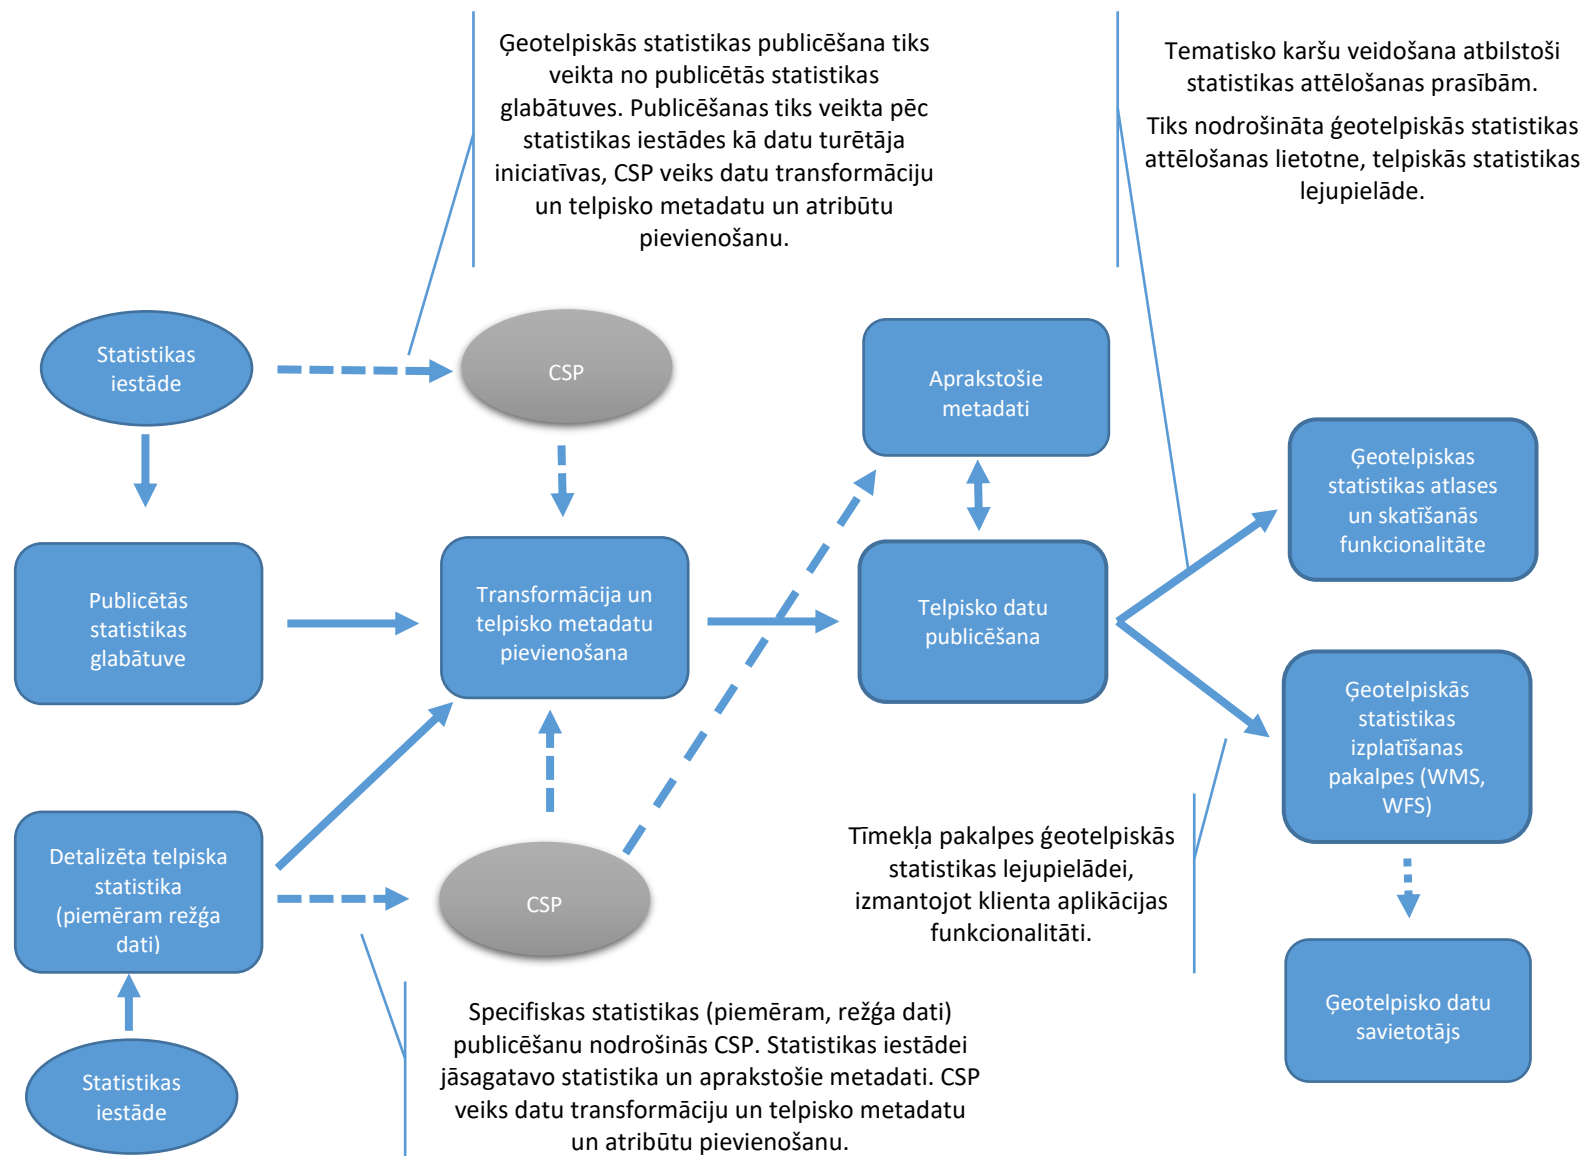 Ģeotelpiskās statistikas publicēšana tiks
veikta no publicētās statistikas
glabātuves. Publicēšanas tiks veikta pēc
statistikas iestādes kā datu turētāja
iniciatīvas, CSP veiks datu transformāciju
un telpisko metadatu un atribūtu
pievienošanu.
Tematisko karšu veidošana atbilstoši
statistikas attēlošanas prasībām.
Tiks nodrošināta ģeotelpiskās statistikas
attēlošanas lietotne, telpiskās statistikas
lejupielāde.
Statistikas
iestāde
CSP
Aprakstošie
metadati
Ģeotelpiskas
statistikas atlases
un skatīšanās
funkcionalitāte
Publicētās
statistikas
glabātuve
Transformācija un
telpisko metadatu
pievienošana
Telpisko datu
publicēšana
Ģeotelpiskās
statistikas
izplatīšanas
pakalpes (WMS,
WFS)
Detalizēta telpiska
statistika
(piemēram režģa
dati)
CSP
Tīmekļa pakalpes ģeotelpiskās
statistikas lejupielādei,
izmantojot klienta aplikācijas
funkcionalitāti.
Ģeotelpisko datu
savietotājs
Statistikas
iestāde
Specifiskas statistikas (piemēram, režģa dati)
publicēšanu nodrošinās CSP. Statistikas iestādei
jāsagatavo statistika un aprakstošie metadati. CSP
veiks datu transformāciju un telpisko metadatu
un atribūtu pievienošanu.